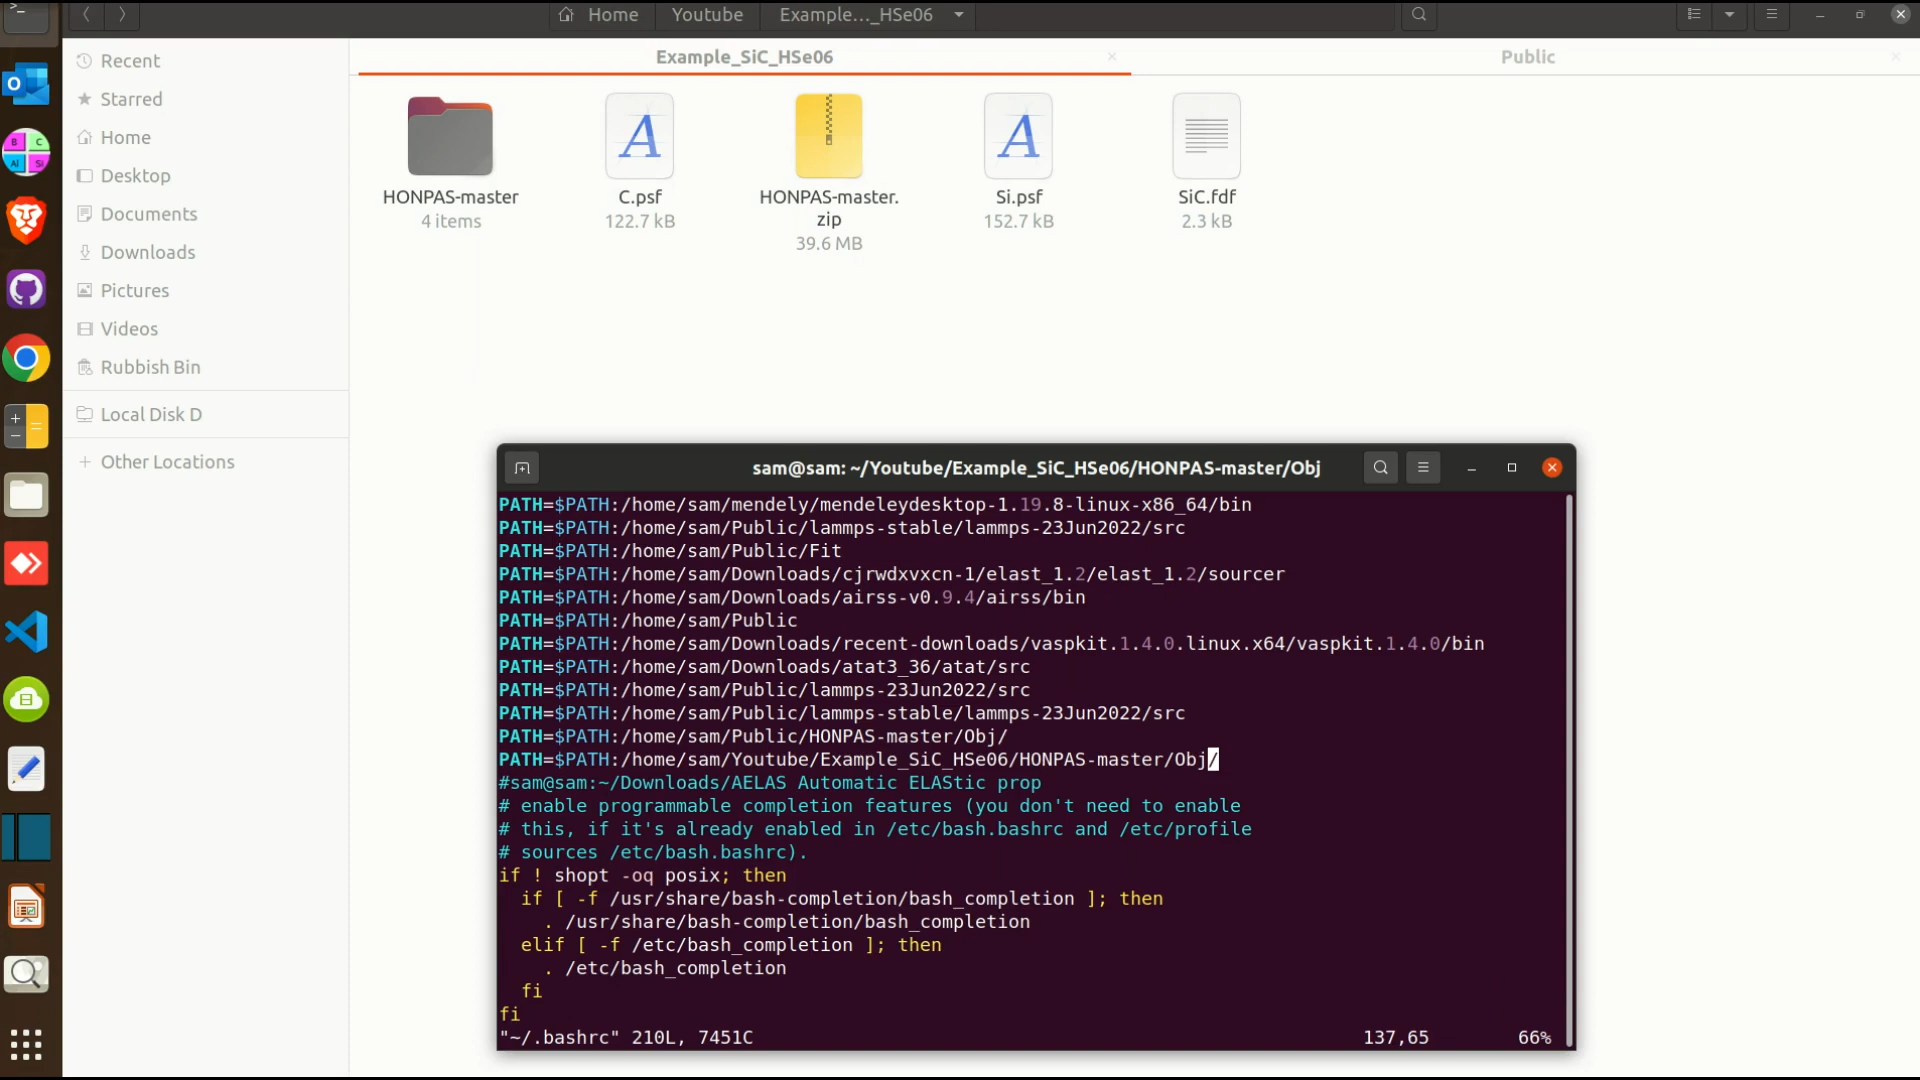 Home
Youtube
Example..._HSe06
Recent
Starred
Home
Desktop
Documents
Downloads
Pictures
Videos
Rubbish Bin
Local Disk D
Other Locations
Example_SiC_HSe06
Public
HONPAS-master
4 items
C.psf
122.7 kB
HONPAS-master.
zip
39.6 MB
Si.psf
152.7 kB
SiC.fdf
2.3 kB
sam@sam: ~/Youtube/Example_SiC_HSe06/HONPAS-master/Obj
PATH=$PATH:/home/sam/mendely/mendeleydesktop-1.19.8-linux-x86_64/bin
PATH=$PATH:/home/sam/Public/lammps-stable/lammps-23Jun2022/src
PATH=$PATH:/home/sam/Public/Fit
PATH=$PATH:/home/sam/Downloads/cjrwdxvxcn-1/elast_1.2/elast_1.2/sourcer
PATH=$PATH:/home/sam/Downloads/airss-v0.9.4/airss/bin
PATH=$PATH:/home/sam/Public
PATH=$PATH:/home/sam/Downloads/recent-downloads/vaspkit.1.4.0.linux.x64/vaspkit.1.4.0/bin
PATH=$PATH:/home/sam/Downloads/atat3_36/atat/src
PATH=$PATH:/home/sam/Public/lammps-23Jun2022/src
PATH=$PATH:/home/sam/Public/lammps-stable/lammps-23Jun2022/src
PATH=$PATH:/home/sam/Public/HONPAS-master/Obj/
PATH=$PATH:/home/sam/Youtube/Example_SiC_HSe06/HONPAS-master/Obj/
#sam@sam:~/Downloads/AELAS Automatic ELAStic prop
# enable programmable completion features (you don't need to enable
# this, if it's already enabled in /etc/bash.bashrc and /etc/profile
# sources /etc/bash.bashrc).
if ! shopt -oq posix; then
if [ -f /usr/share/bash-completion/bash_completion ]; then
. /usr/share/bash-completion/bash_completion
elif [ -f /etc/bash_completion ]; then
. /etc/bash_completion
fi
fi
"~/.bashrc" 210L, 7451C
137,65
66%